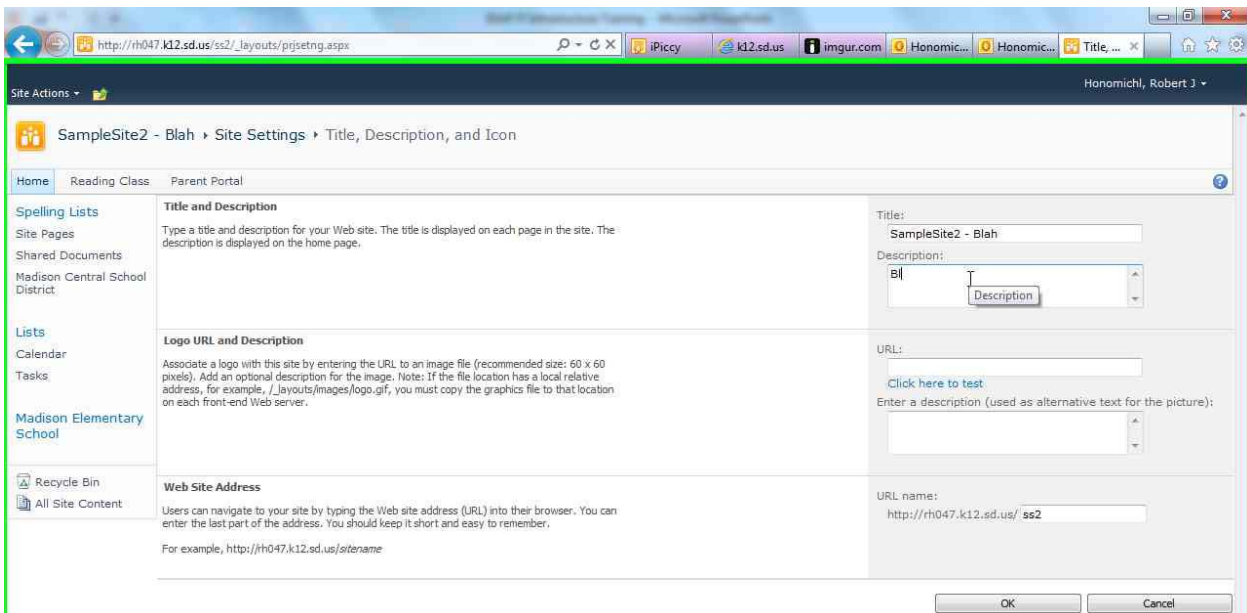 http://rh047.k12.sd.us/ss2/_layouts/prjsetng.aspx
iPiccy
k12.sd.us
imgur.com
Honomic...
Honomic...
Title, ...
Site Actions
Honomichl, Robert J
SampleSite2 - Blah Site Settings Title, Description, and Icon
Home Reading Class Parent Portal
Spelling Lists
Site Pages
Shared Documents
Madison Central School
District
Lists
Calendar
Tasks
Madison Elementary
School
Recycle Bin
All Site Content
Title and Description
Type a title and description for your Web site. The title is displayed on each page in the site. The
description is displayed on the home page.
Title:
SampleSite2 - Blah
Description:
Bl
Description
Logo URL and Description
Associate a logo with this site by entering the URL to an image file (recommended size: 60 x 60
pixels). Add an optional description for the image. Note: If the file location has a local relative
address, for example, /_layouts/images/logo.gif, you must copy the graphics file to that location
on each front-end Web server.
URL:
Click here to test
Enter a description (used as alternative text for the picture):
Web Site Address
Users can navigate to your site by typing the Web site address (URL) into their browser. You can
enter the last part of the address. You should keep it short and easy to remember.
For example, http://rh047.k12.sd.us/sitename
URL name:
http://rh047.k12.sd.us/ ss2
OK Cancel